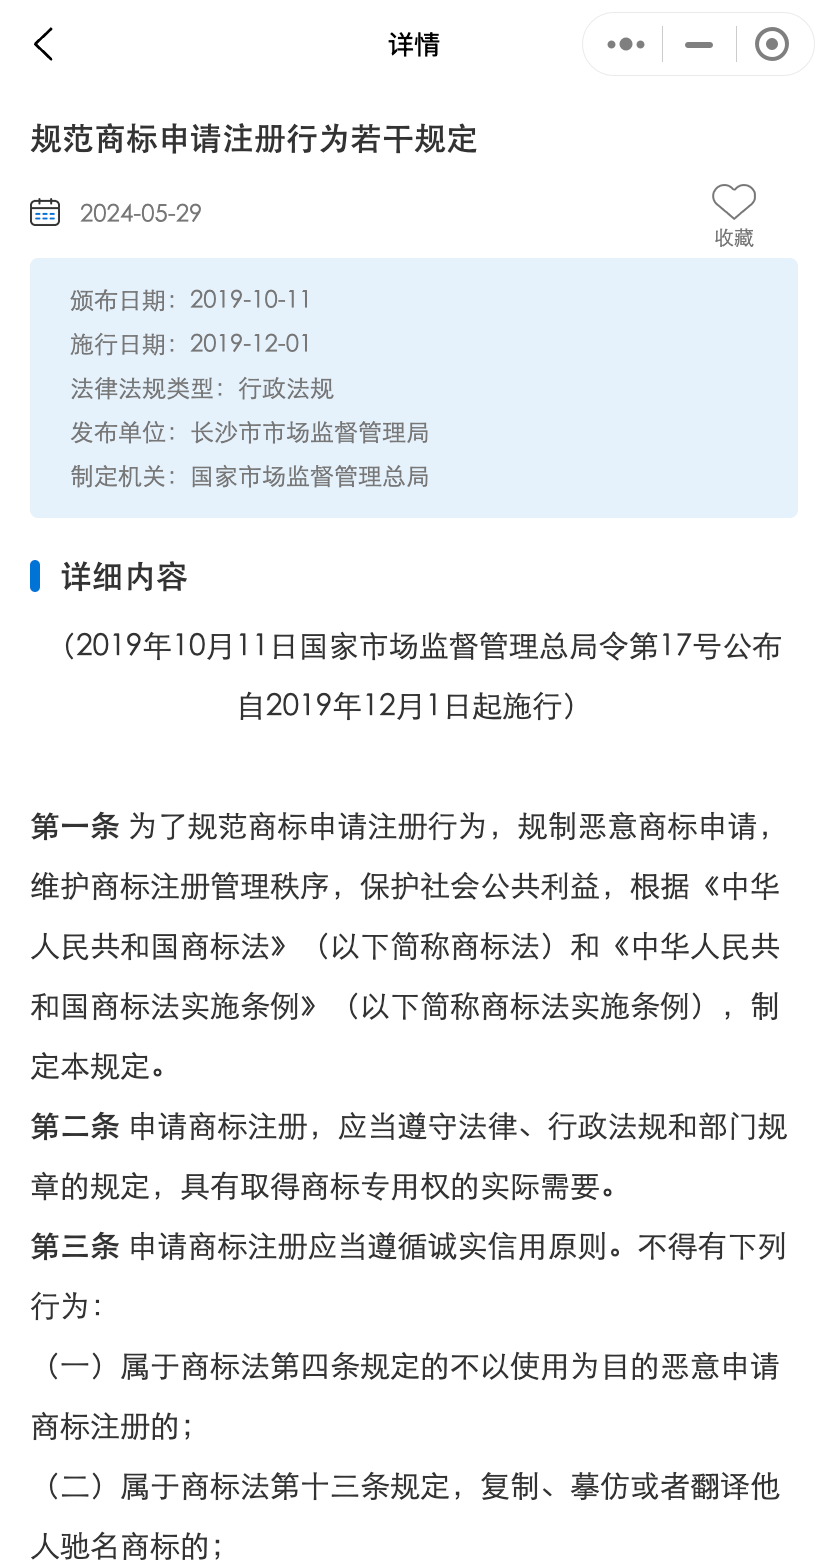 详情
规范商标申请注册行为若干规定
2024-05-29
收藏
颁布日期：2019-10-11
施行日期：2019-12-01
法律法规类型：行政法规
发布单位：长沙市市场监督管理局
制定机关：国家市场监督管理总局
详细内容
（2019年10月11日国家市场监督管理总局令第17号公布
自2019年12月1日起施行）
第一条 为了规范商标申请注册行为，规制恶意商标申请，
维护商标注册管理秩序，保护社会公共利益，根据《中华
人民共和国商标法》（以下简称商标法）和《中华人民共
和国商标法实施条例》（以下简称商标法实施条例），制
定本规定。
第二条 申请商标注册，应当遵守法律、行政法规和部门规
章的规定，具有取得商标专用权的实际需要。
第三条 申请商标注册应当遵循诚实信用原则。不得有下列
行为：
（一）属于商标法第四条规定的不以使用为目的恶意申请
商标注册的；
（二）属于商标法第十三条规定，复制、摹仿或者翻译他
人驰名商标的；